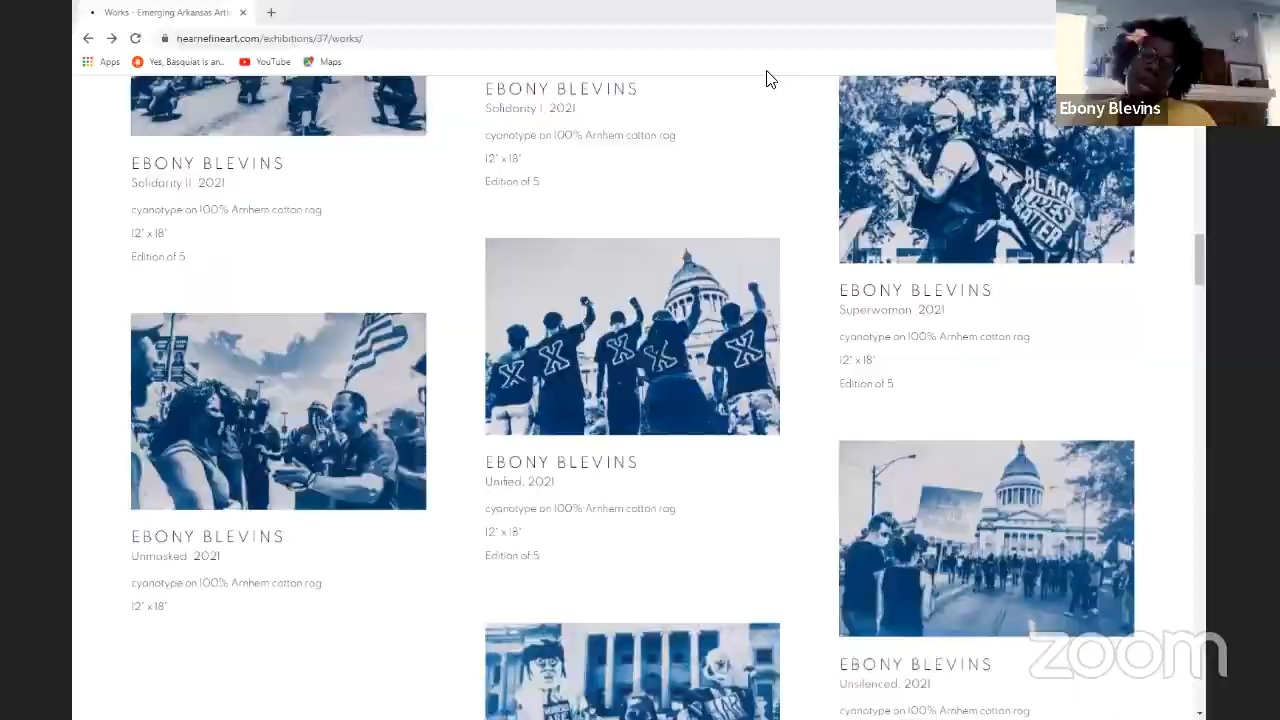 Works - Emerging Arkansas Arti
hearnefineart.com/exhibitions/37/works/
Apps
Yes, Basquiat Is an...
YouTube
Maps
Ebony Blevins
EBONY BLEVINS
Solidarity II, 2021
cyanotype on 100% Arnhem cotton rag
12" x 18"
Edition of 5
EBONY BLEVINS
Unmasked, 2021
cyanotype on 100% Arnhem cotton rag
12" x 18"
EBONY BLEVINS
Solidarity I, 2021
cyanotype on 100% Arnhem cotton rag
12" x 18"
Edition of 5
X X X X X
EBONY BLEVINS
Unified, 2021
cyanotype on 100% Arnhem cotton rag
12" x 18"
Edition of 5
BLACK
LIVES
MATTER
EBONY BLEVINS
Superwoman, 2021
cyanotype on 100% Arnhem cotton rag
12" x 18"
Edition of 5
EBONY BLEVINS
Unsilenced, 2021
cyanotype on 100% Arnhem cotton rag
zoom